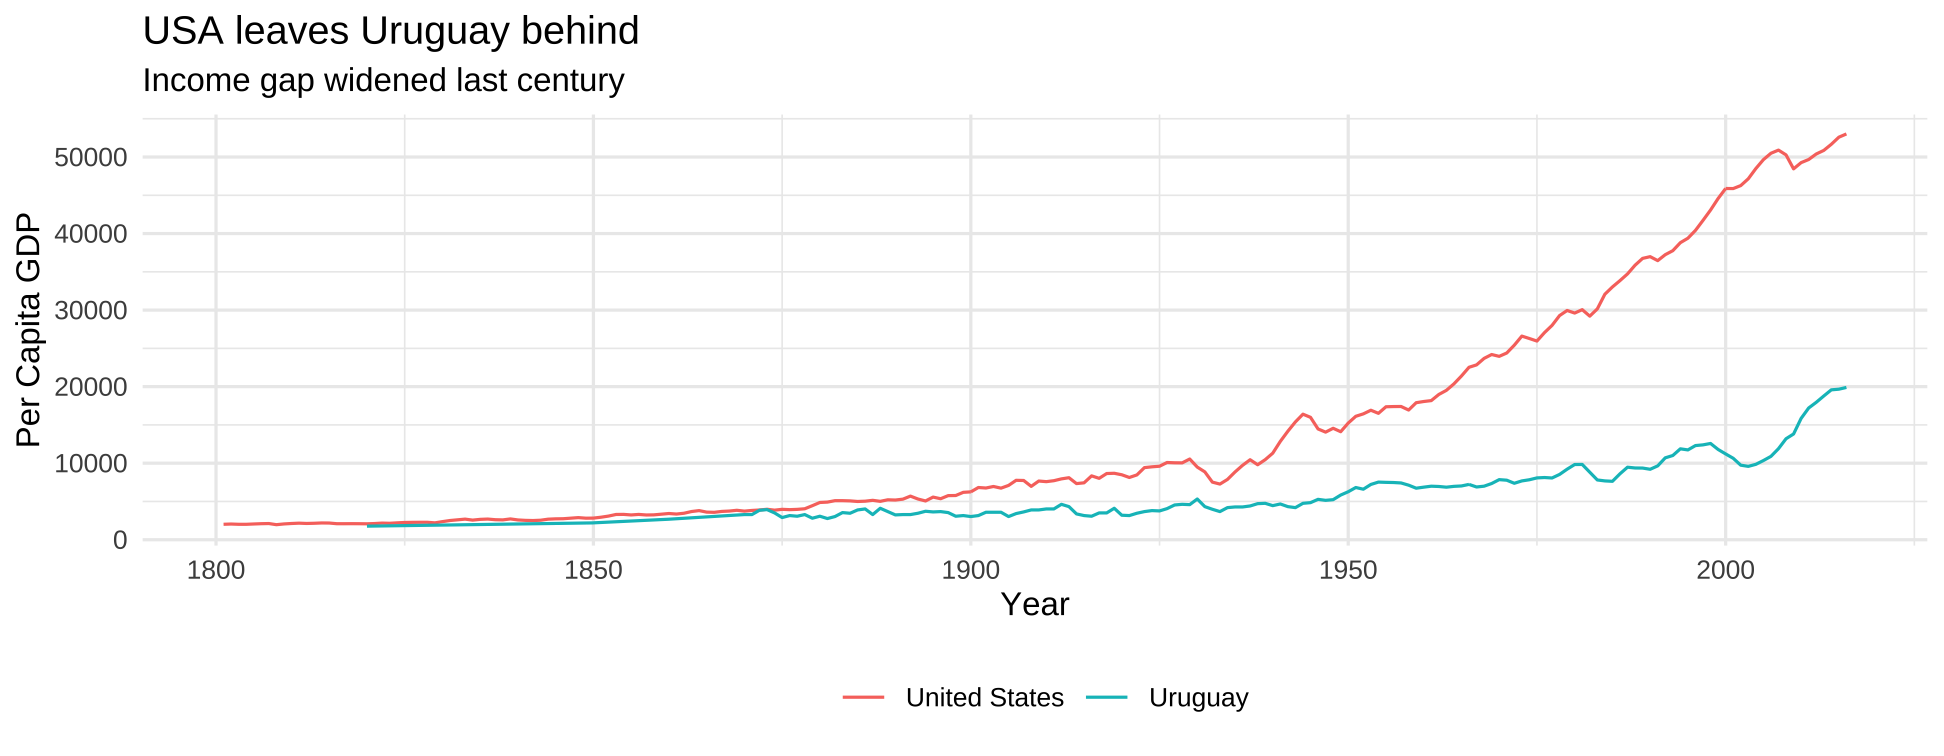 USA leaves Uruguay behind
Income gap widened last century
Per Capita GDP
50000
40000
30000
20000
10000
0
1800 1850 1900 1950 2000
Year
United States Uruguay